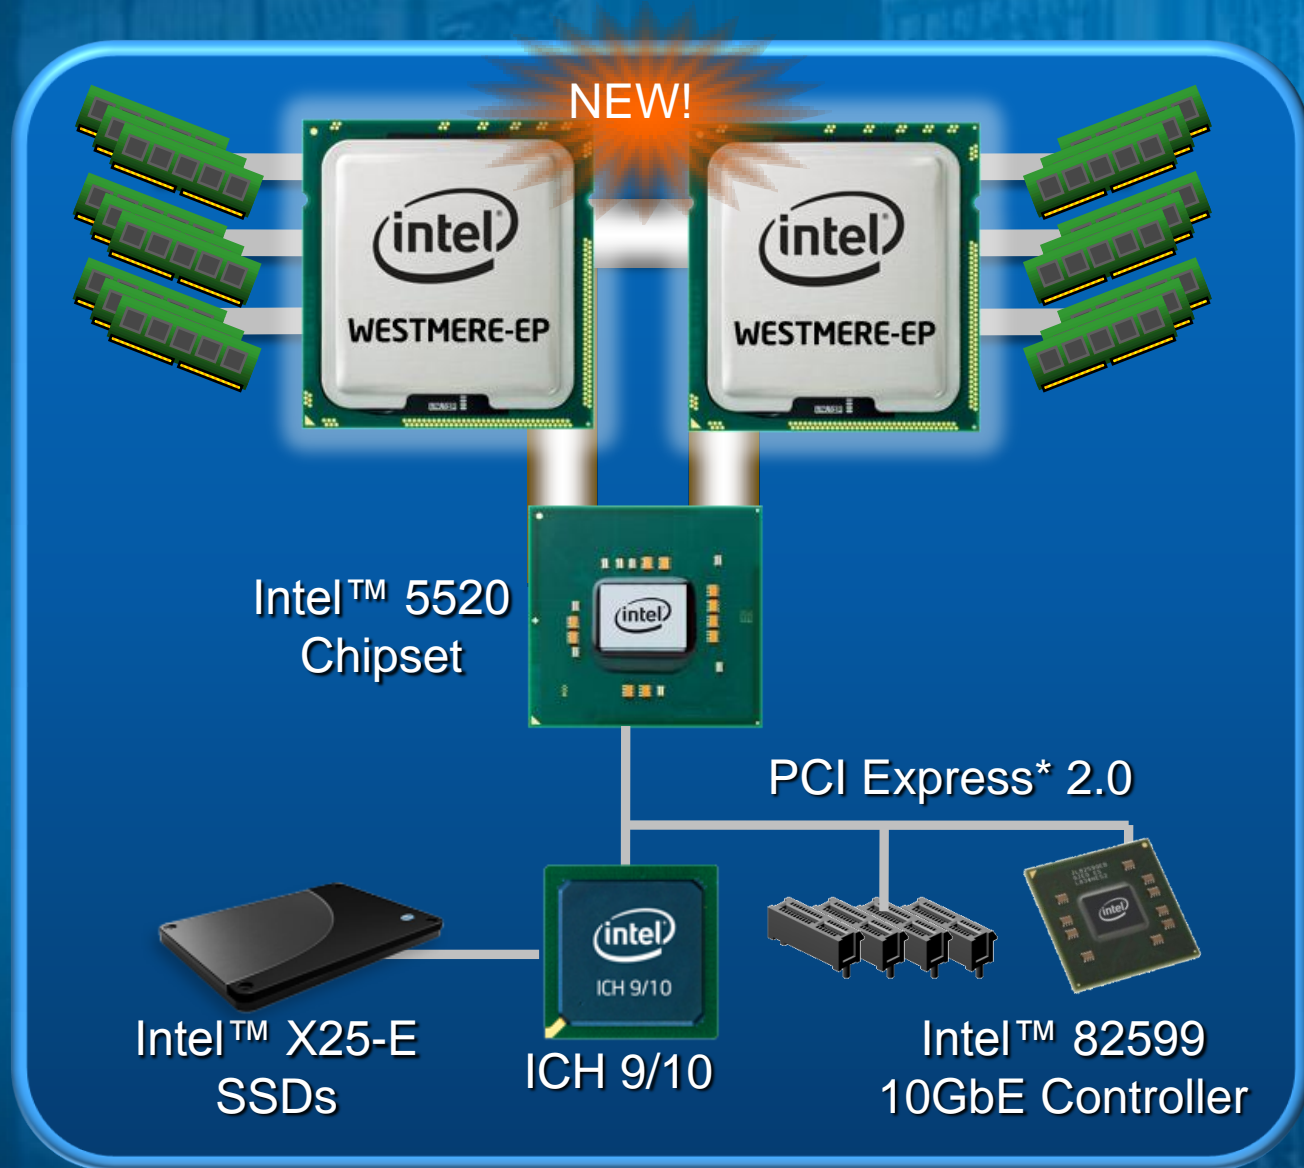 NEW!
intel
WESTMERE-EP
intel
WESTMERE-EP
Intel™ 5520
Chipset
intel
PCI Express* 2.0
intel
ICH 9/10
intel
Intel™ X25-E
SSDs
ICH 9/10
Intel™ 82599
10GbE Controller